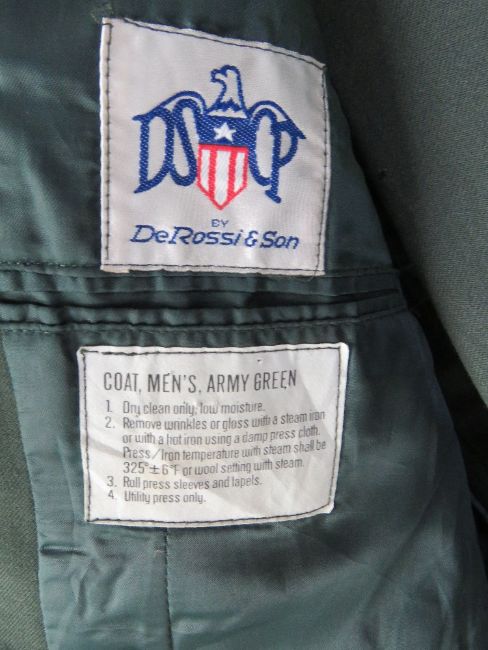 DSCP
BY
DeRossi & Son
COAT, MEN'S, ARMY GREEN
1. Dry clean only, low moisture.
2. Remove wrinkles or gloss with a steam iron
or with a hot iron using a damp press cloth.
Press/Iron temperature with steam shall be
325°±6°F or wool setting with steam.
3. Roll press sleeves and lapels.
4. Utility press only.